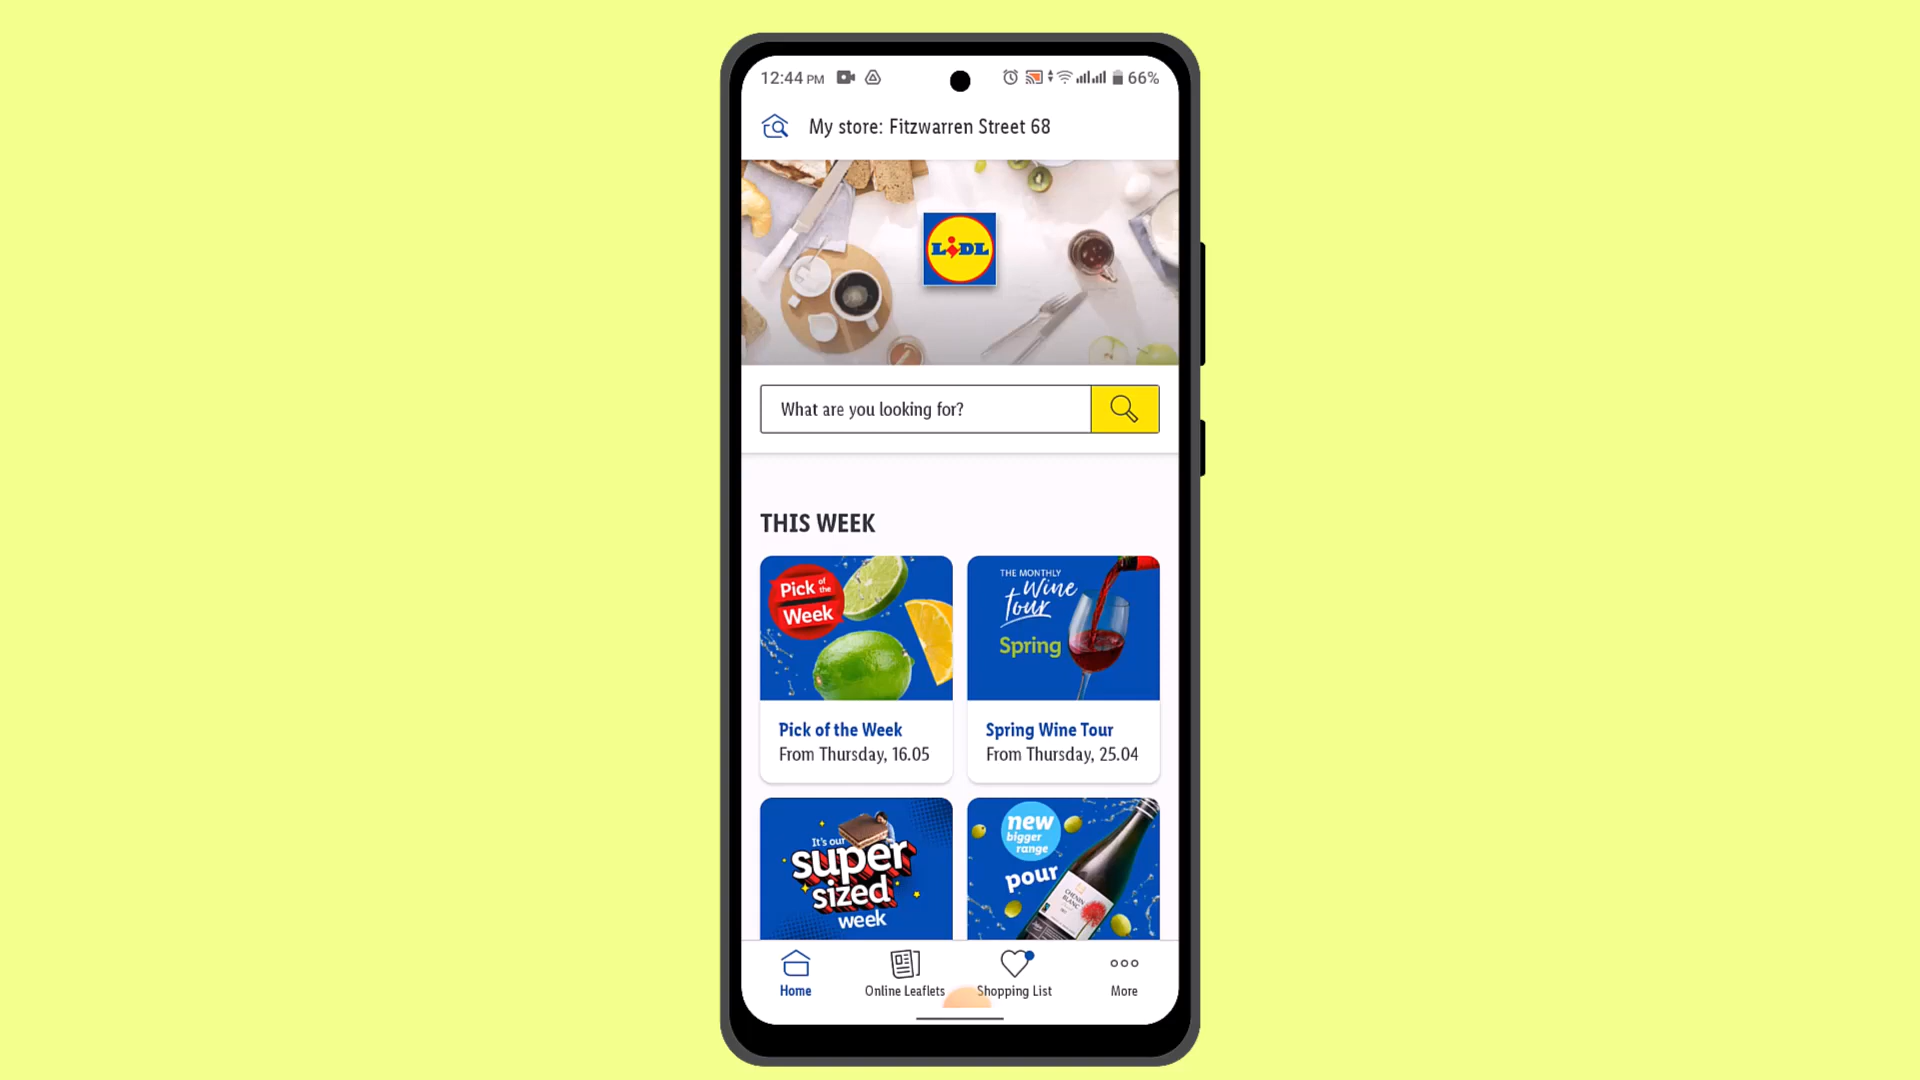 12:44 PM
66%
My store: Fitzwarren Street 68
LIDL
What are you looking for?
THIS WEEK
Pick of the
Week
THE MONTHLY
Wine
tour
Spring
Pick of the Week
From Thursday, 16.05
Spring Wine Tour
From Thursday, 25.04
It's our
super
sized
week
new
bigger
range
pour
CHENIN
BLANC
Home
Online Leaflets
Shopping List
More